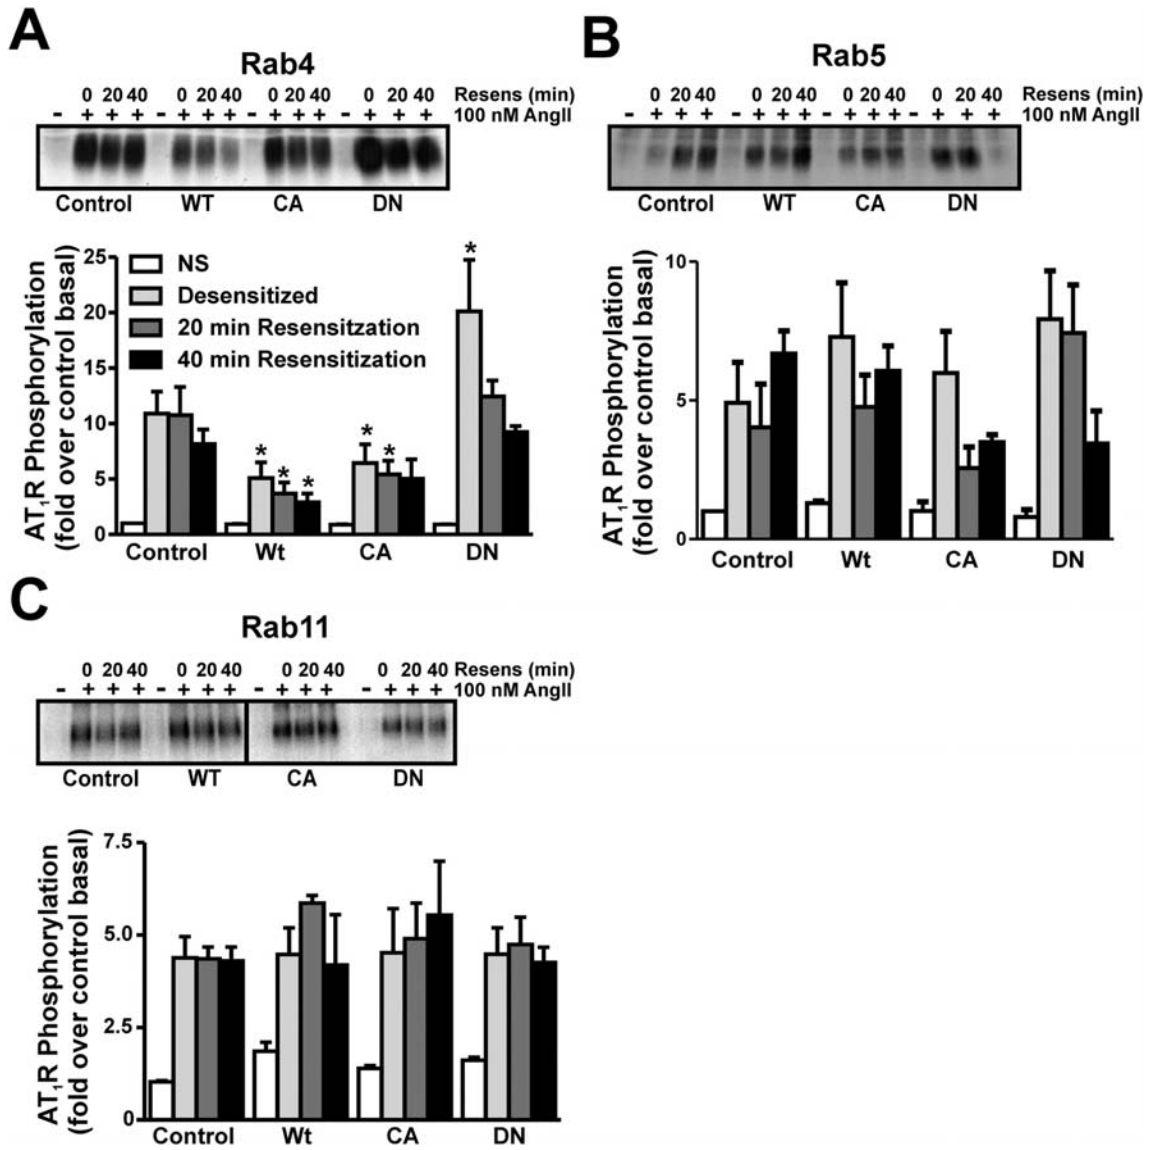 A
Rab4
0 20 40 0 20 40 0 20 40 0 20 40 Resens (min)
- + + + - + + + - + + + - + + + 100 nM AngII
Control WT CA DN
AT1R Phosphorylation
(fold over control basal)
25
20
15
10
5
0
NS
Desensitized
20 min Resensitzation
40 min Resensitization
* * * * * *
Control Wt CA DN
B
Rab5
0 20 40 0 20 40 0 20 40 0 20 40 Resens (min)
- + + + - + + + - + + + - + + + 100 nM AngII
Control WT CA DN
AT1R Phosphorylation
(fold over control basal)
10
5
0
Control Wt CA DN
C
Rab11
0 20 40 0 20 40 0 20 40 0 20 40 Resens (min)
- + + + - + + + - + + + - + + + 100 nM AngII
Control WT CA DN
AT1R Phosphorylation
(fold over control basal)
7.5
5.0
2.5
0
Control Wt CA DN